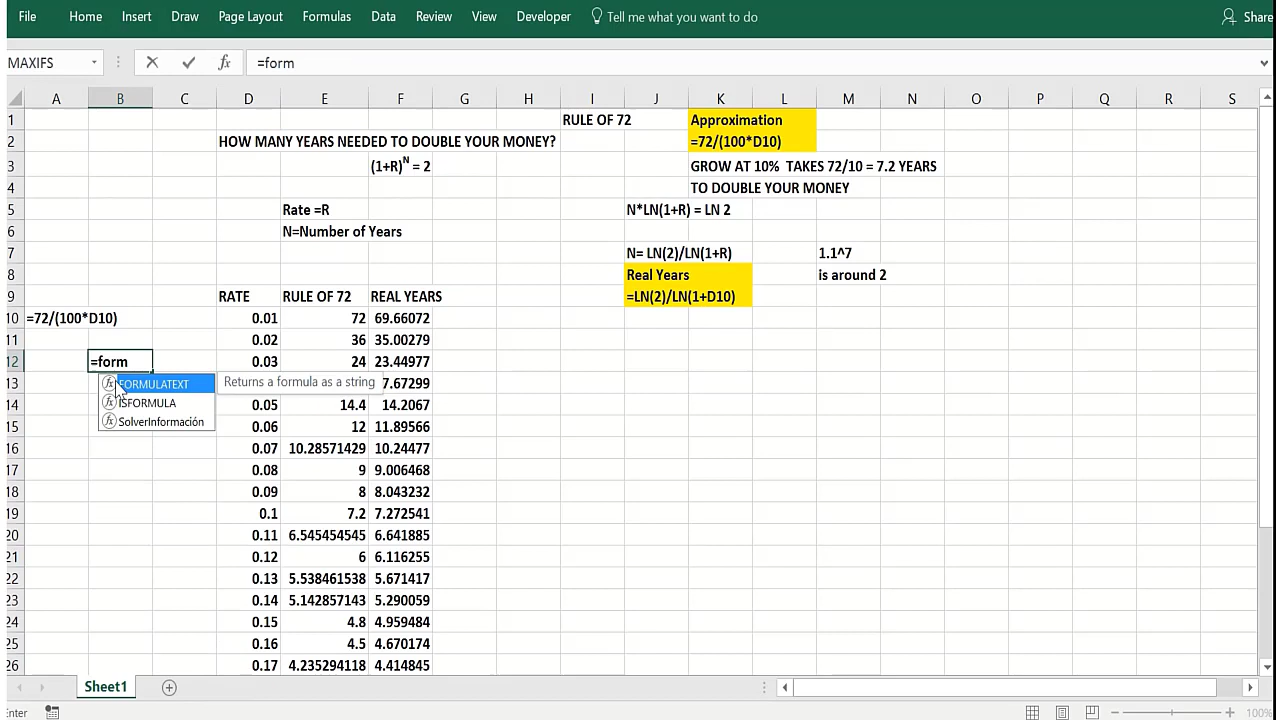 File Home Insert Draw Page Layout Formulas Data Review View Developer Tell me what you want to do Share
MAXIFS fx =form
A B C D E F G H I J K L M N O P Q R S
1 RULE OF 72 Approximation
2 HOW MANY YEARS NEEDED TO DOUBLE YOUR MONEY? =72/(100*D10)
3 (1+R)^N = 2 GROW AT 10% TAKES 72/10 = 7.2 YEARS
4 TO DOUBLE YOUR MONEY
5 Rate =R N*LN(1+R) = LN 2
6 N=Number of Years
7 N= LN(2)/LN(1+R) 1.1^7
8 Real Years is around 2
9 RATE RULE OF 72 REAL YEARS =LN(2)/LN(1+D10)
10 =72/(100*D10) 0.01 72 69.66072
11 0.02 36 35.00279
12 =form 0.03 24 23.44977
13 FORMULATEXT Returns a formula as a string 7.67299
14 ISFORMULA 0.05 14.4 14.2067
15 SolverInformación 0.06 12 11.89566
16 0.07 10.28571429 10.24477
17 0.08 9 9.006468
18 0.09 8 8.043232
19 0.1 7.2 7.272541
20 0.11 6.545454545 6.641885
21 0.12 6 6.116255
22 0.13 5.538461538 5.671417
23 0.14 5.142857143 5.290059
24 0.15 4.8 4.959484
25 0.16 4.5 4.670174
26 0.17 4.235294118 4.414845
Sheet1
Enter 100%